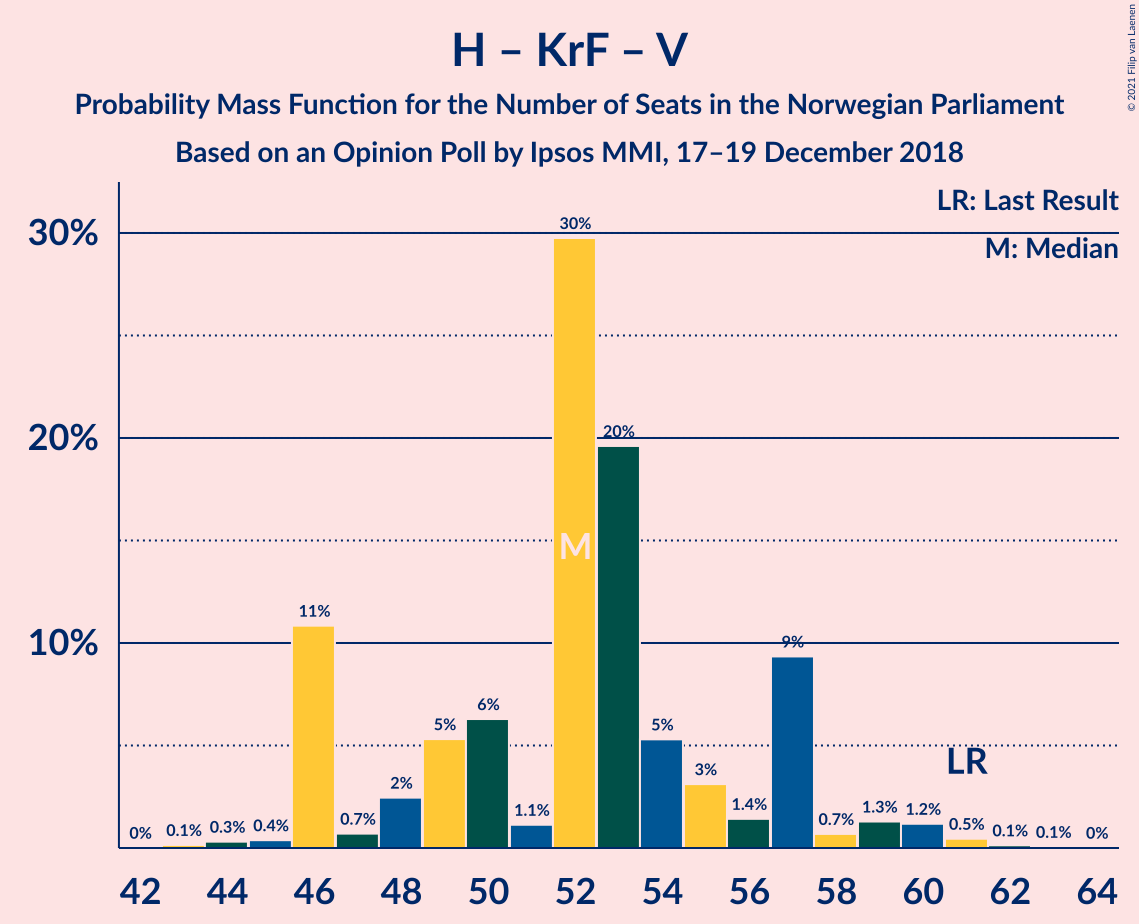 H – KrF – V
Probability Mass Function for the Number of Seats in the Norwegian Parliament
Based on an Opinion Poll by Ipsos MMI, 17–19 December 2018
© 2021 Filip van Laenen
LR: Last Result
M: Median
30%
20%
10%
0%
0.1%
0.3%
0.4%
11%
0.7%
2%
5%
6%
1.1%
30%
M
20%
5%
3%
1.4%
9%
0.7%
1.3%
1.2%
LR
0.5%
0.1%
0.1%
0%
42 44 46 48 50 52 54 56 58 60 62 64